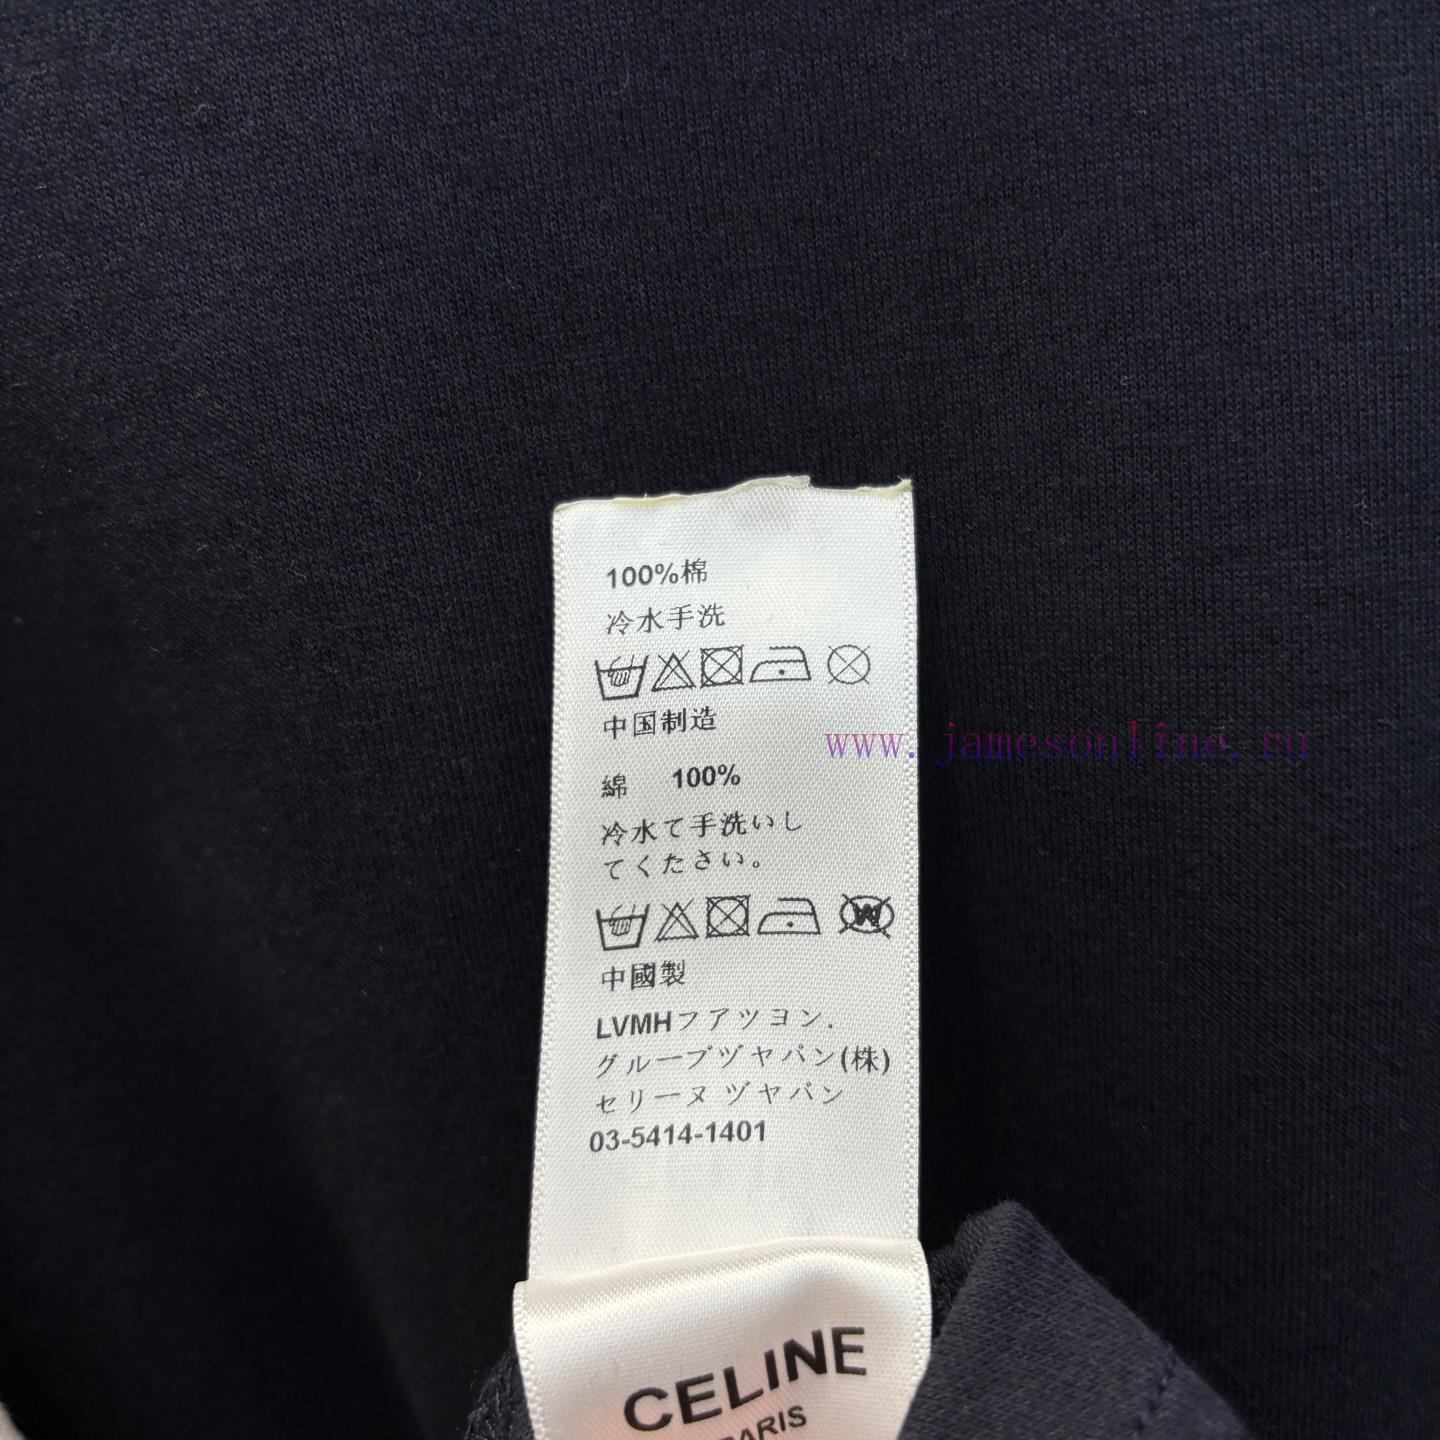 100%棉
冷水手洗
中国制造
www.jamesonline.ru
綿 100%
冷水て手洗いし
てくたさい。
W
中國製
LVMHフアツヨン.
グループヅヤパン(株)
セリーヌ ヅヤパン
03-5414-1401
CELINE
PARIS